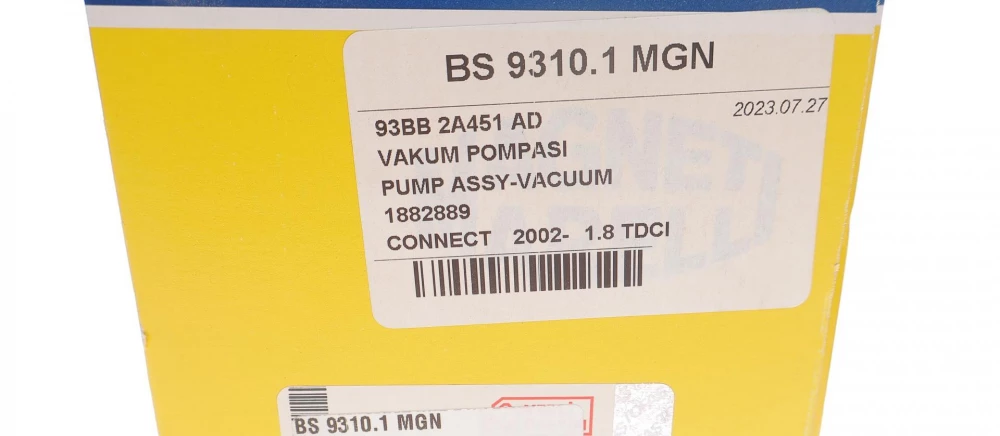 BS 9310.1 MGN
2023.07.27
93BB 2A451 AD
VAKUM POMPASI
PUMP ASSY-VACUUM
1882889
CONNECT 2002- 1.8 TDCI
BS 9310.1 MGN